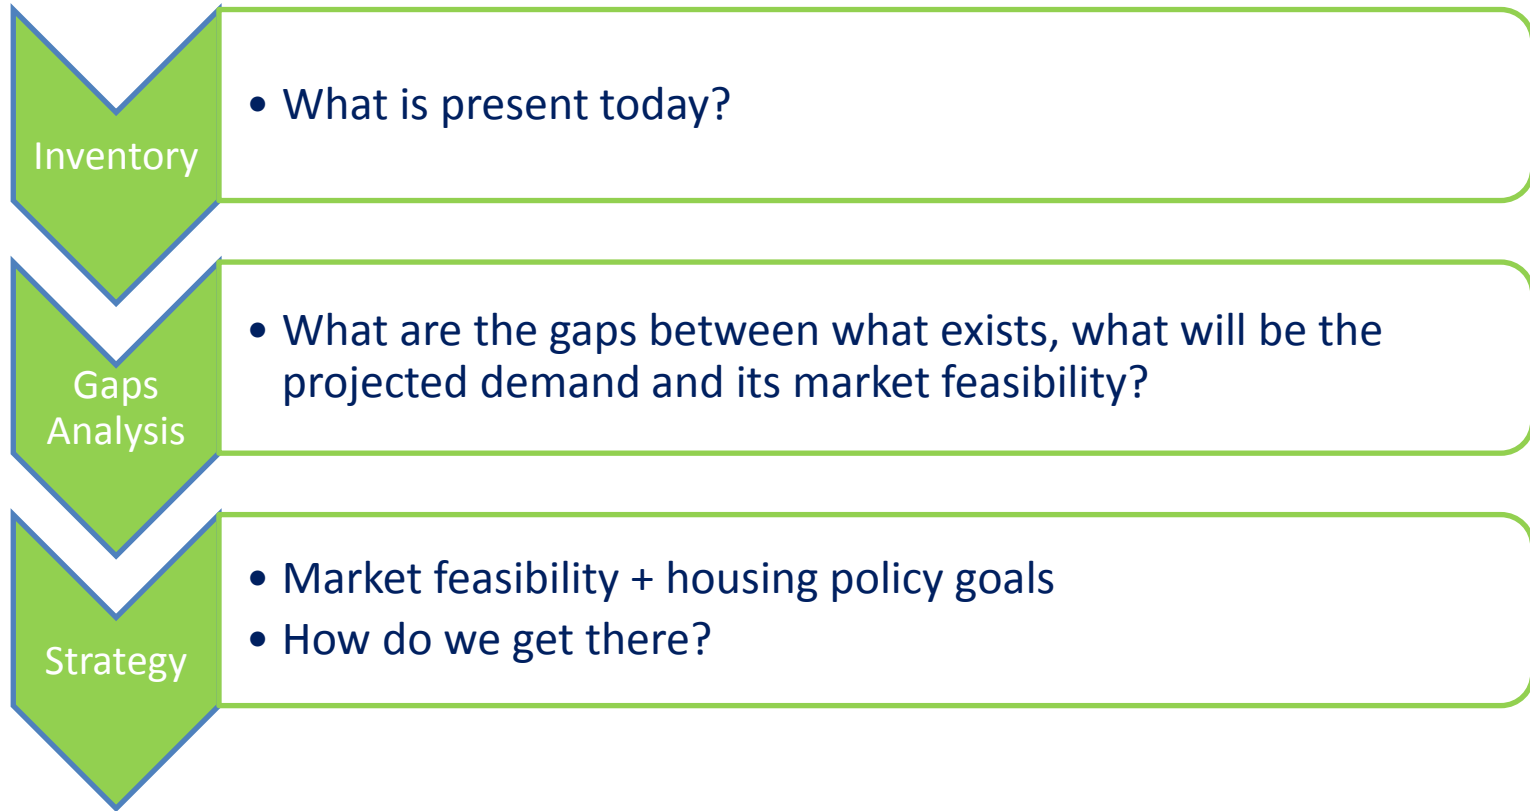 Inventory
• What is present today?
Gaps
Analysis
• What are the gaps between what exists, what will be the
projected demand and its market feasibility?
Strategy
• Market feasibility + housing policy goals
• How do we get there?